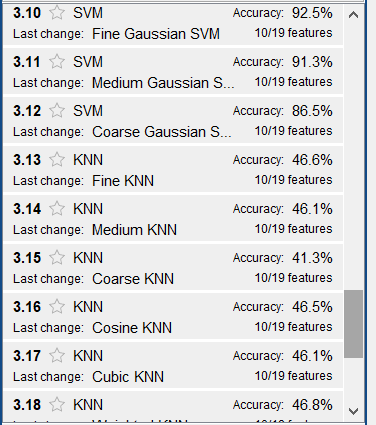 3.10 SVM Accuracy: 92.5%
Last change: Fine Gaussian SVM 10/19 features
3.11 SVM Accuracy: 91.3%
Last change: Medium Gaussian S... 10/19 features
3.12 SVM Accuracy: 86.5%
Last change: Coarse Gaussian S... 10/19 features
3.13 KNN Accuracy: 46.6%
Last change: Fine KNN 10/19 features
3.14 KNN Accuracy: 46.1%
Last change: Medium KNN 10/19 features
3.15 KNN Accuracy: 41.3%
Last change: Coarse KNN 10/19 features
3.16 KNN Accuracy: 46.5%
Last change: Cosine KNN 10/19 features
3.17 KNN Accuracy: 46.1%
Last change: Cubic KNN 10/19 features
3.18 KNN Accuracy: 46.8%